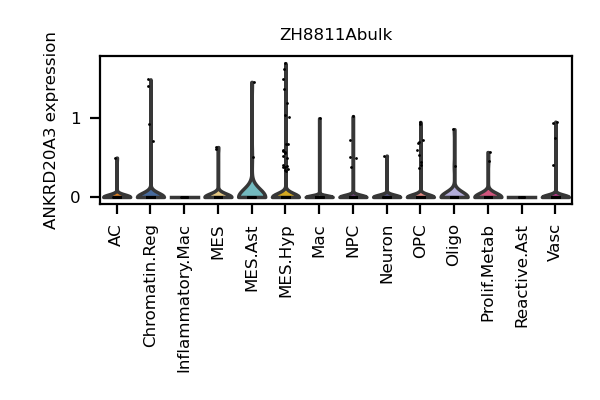 ZH8811Abulk
ANKRD20A3 expression
1
0
AC
Chromatin.Reg
Inflammatory.Mac
MES
MES.Ast
MES.Hyp
Mac
NPC
Neuron
OPC
Oligo
Prolif.Metab
Reactive.Ast
Vasc